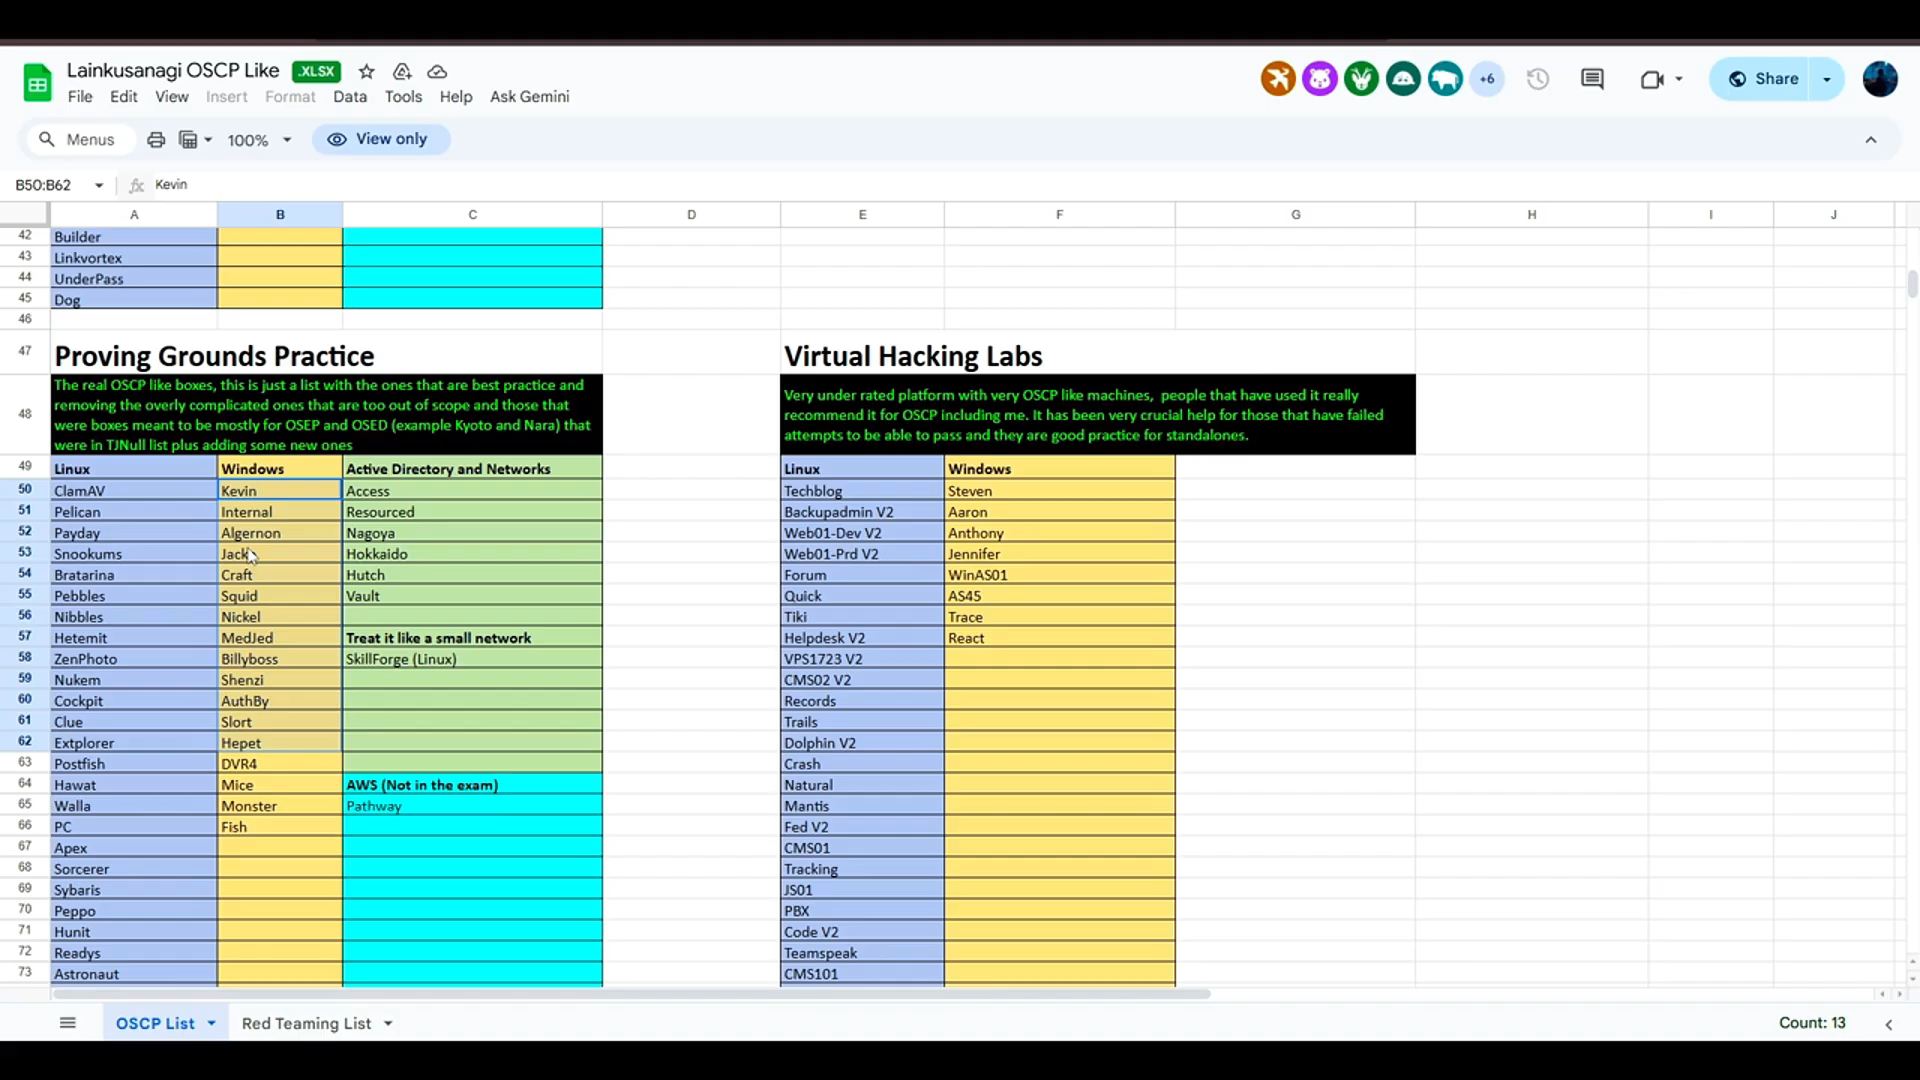 Lainkusanagi OSCP Like .XLSX
File Edit View Insert Format Data Tools Help Ask Gemini
+6
Share
Menus
100%
View only
B50:B62
fx Kevin
A B C D E F G H I J
42 Builder
43 Linkvortex
44 UnderPass
45 Dog
46
47 Proving Grounds Practice Virtual Hacking Labs
48
The real OSCP like boxes, this is just a list with the ones that are best practice and
removing the overly complicated ones that are too out of scope and those that
were boxes meant to be mostly for OSEP and OSED (example Kyoto and Nara) that
were in TJNull list plus adding some new ones
Very under rated platform with very OSCP like machines, people that have used it really
recommend it for OSCP including me. It has been very crucial help for those that have failed
attempts to be able to pass and they are good practice for standalones.
49 Linux Windows Active Directory and Networks Linux Windows
50 ClamAV Kevin Access Techblog Steven
51 Pelican Internal Resourced Backupadmin V2 Aaron
52 Payday Algernon Nagoya Web01-Dev V2 Anthony
53 Snookums Jack Hokkaido Web01-Prd V2 Jennifer
54 Bratarina Craft Hutch Forum WinAS01
55 Pebbles Squid Vault Quick AS45
56 Nibbles Nickel Tiki Trace
57 Hetemit MedJed Treat it like a small network Helpdesk V2 React
58 ZenPhoto Billyboss SkillForge (Linux) VPS1723 V2
59 Nukem Shenzi CMS02 V2
60 Cockpit AuthBy Records
61 Clue Slort Trails
62 Extplorer Hepet Dolphin V2
63 Postfish DVR4 Crash
64 Hawat Mice AWS (Not in the exam) Natural
65 Walla Monster Pathway Mantis
66 PC Fish Fed V2
67 Apex CMS01
68 Sorcerer Tracking
69 Sybaris JS01
70 Peppo PBX
71 Hunit Code V2
72 Readys Teamspeak
73 Astronaut CMS101
OSCP List Red Teaming List Count: 13